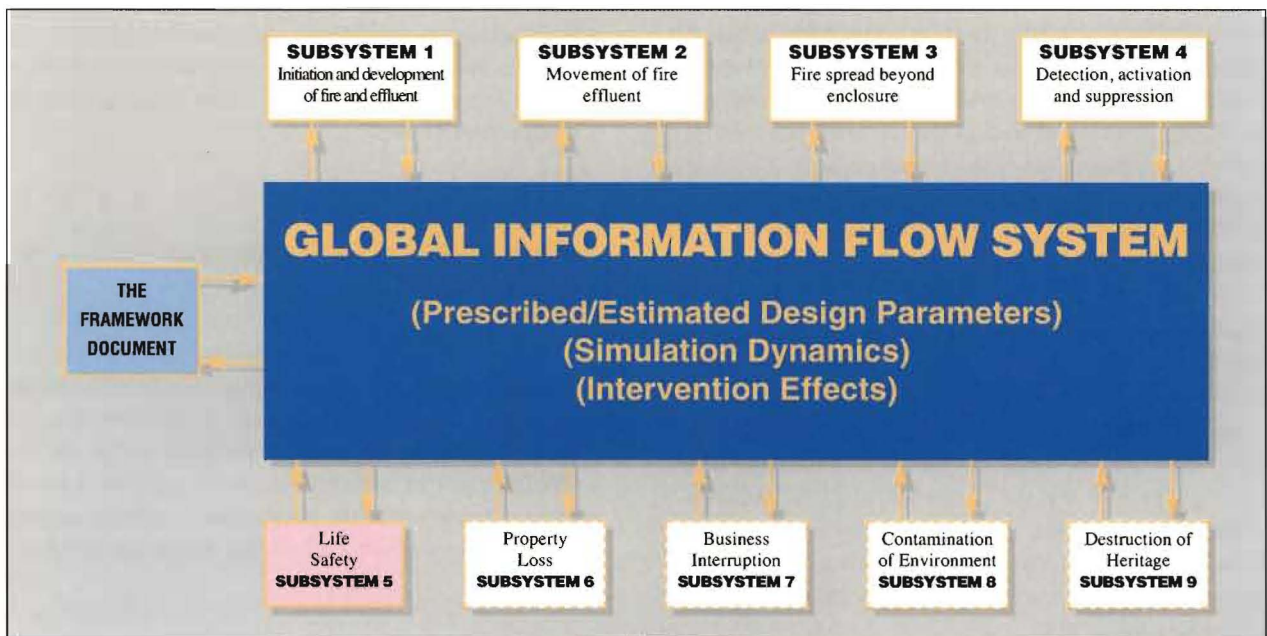 SUBSYSTEM 1
Initiation and development
of fire and effluent
SUBSYSTEM 2
Movement of fire
effluent
SUBSYSTEM 3
Fire spread beyond
enclosure
SUBSYSTEM 4
Detection, activation
and suppression
GLOBAL INFORMATION FLOW SYSTEM
(Prescribed/Estimated Design Parameters)
(Simulation Dynamics)
(Intervention Effects)
THE
FRAMEWORK
DOCUMENT
Life
Safety
SUBSYSTEM 5
Property
Loss
SUBSYSTEM 6
Business
Interruption
SUBSYSTEM 7
Contamination
of Environment
SUBSYSTEM 8
Destruction of
Heritage
SUBSYSTEM 9